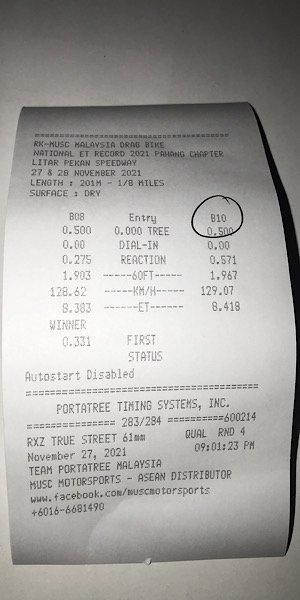 RK-MUSC MALAYSIA DRAG BIKE
NATIONAL ET RECORD 2021 PAHANG CHAPTER
LITAR PEKAN SPEEDWAY
27 & 28 NOVEMBER 2021
LENGTH : 201M - 1/8 MILES
SURFACE : DRY
B08 Entry B10
0.500 0.000 TREE 0.500
0.00 DIAL-IN 0.00
0.275 REACTION 0.571
1.903 -----60FT----- 1.967
128.62 -----KM/H----- 129.07
8.383 ------ET------ 8.418
WINNER
0.331 FIRST
STATUS
Autostart Disabled
PORTATREE TIMING SYSTEMS, INC.
============== 283/284 ===========600214
RXZ TRUE STREET 61mm QUAL RND 4
November 27, 2021 09:01:23 PM
TEAM PORTATREE MALAYSIA
MUSC MOTORSPORTS - ASEAN DISTRIBUTOR
www.facebook.com/muscmotorsports
+6016-6681490